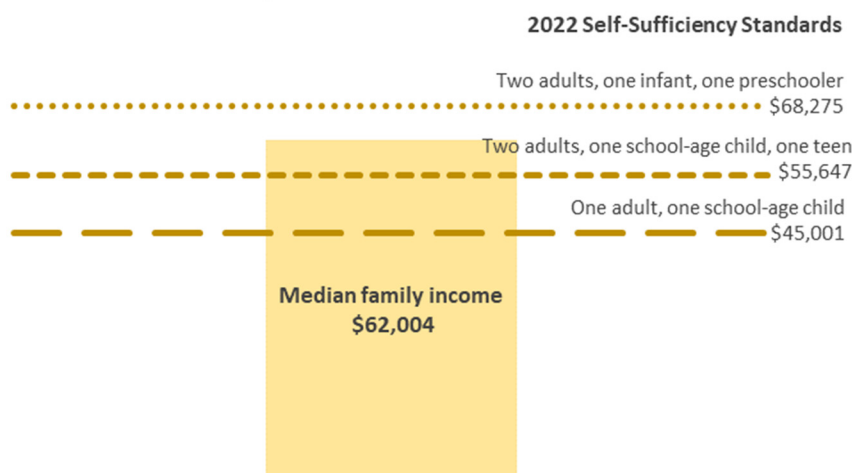 2022 Self-Sufficiency Standards
Two adults, one infant, one preschooler
$68,275
Two adults, one school-age child, one teen
$55,647
One adult, one school-age child
$45,001
Median family income
$62,004